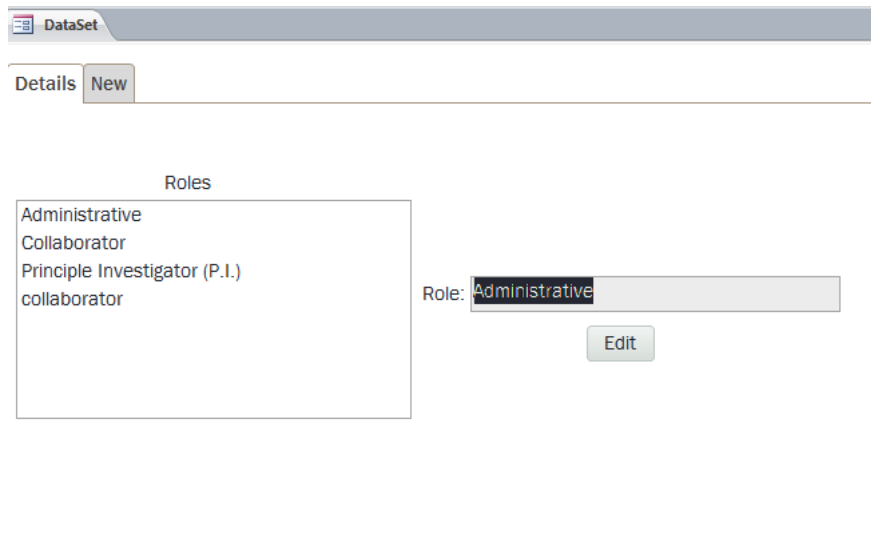 DataSet
Details New
Roles
Administrative
Collaborator
Principle Investigator (P.I.)
collaborator
Role: Administrative
Edit